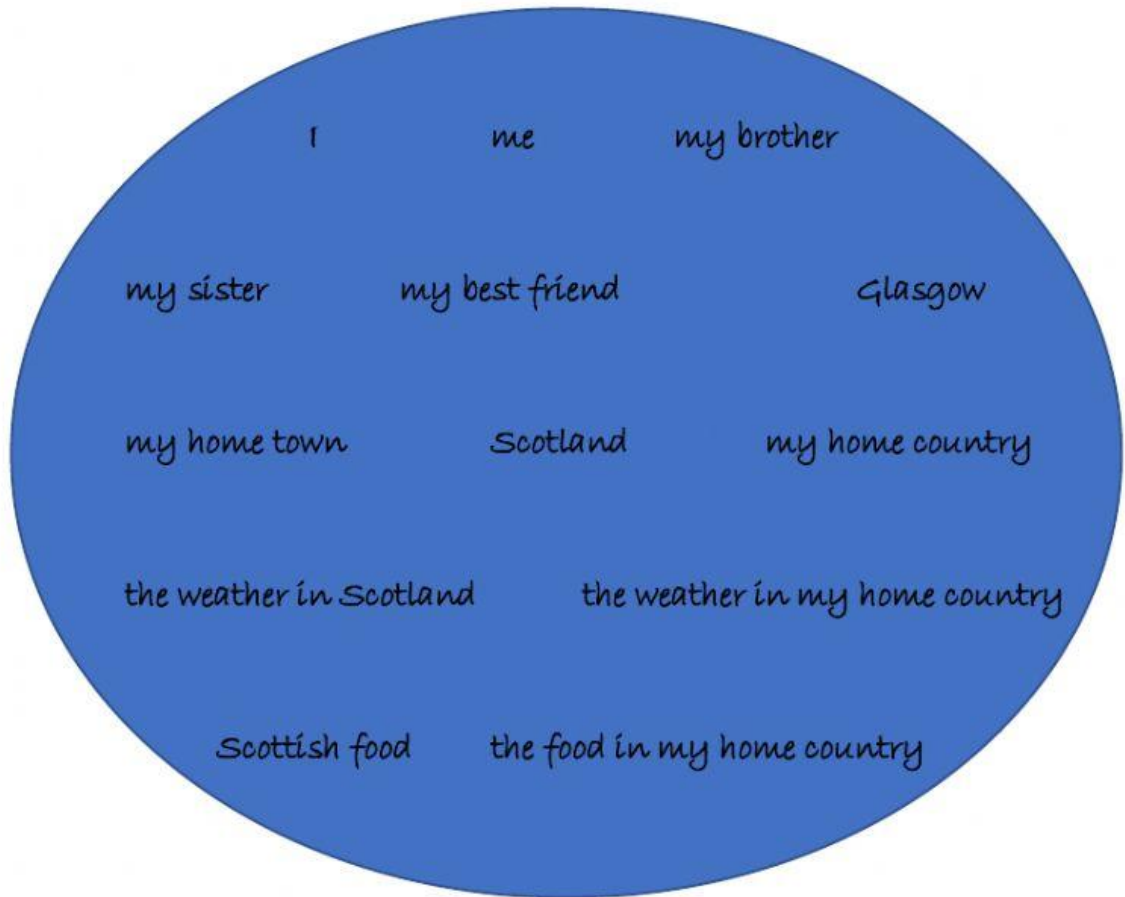 I me my brother
my sister my best friend Glasgow
my home town Scotland my home country
the weather in Scotland the weather in my home country
Scottish food the food in my home country